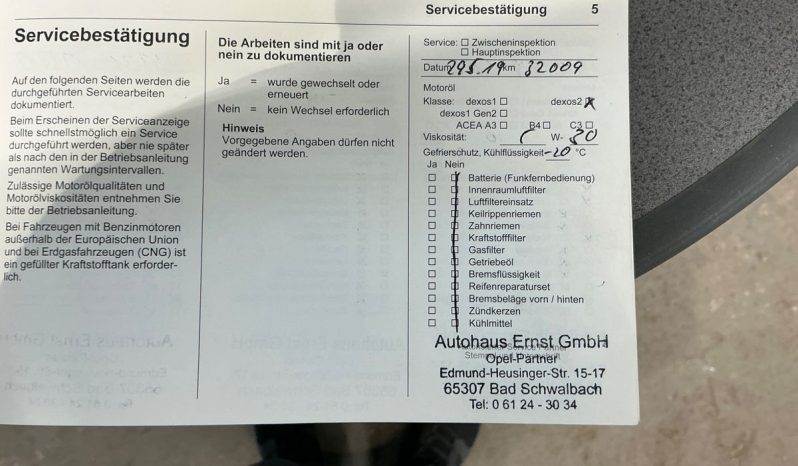 Servicebestätigung 5
Servicebestätigung
Auf den folgenden Seiten werden die
durchgeführten Servicearbeiten
dokumentiert.
Beim Erscheinen der Serviceanzeige
sollte schnellstmöglich ein Service
durchgeführt werden, aber nie später
als nach den in der Betriebsanleitung
genannten Wartungsintervallen.
Zulässige Motorölqualitäten und
Motorölviskositäten entnehmen Sie
bitte der Betriebsanleitung.
Bei Fahrzeugen mit Benzinmotoren
außerhalb der Europäischen Union
und bei Erdgasfahrzeugen (CNG) ist
ein gefüllter Kraftstofftank erforder-
lich.
Die Arbeiten sind mit ja oder
nein zu dokumentieren
Ja = wurde gewechselt oder
erneuert
Nein = kein Wechsel erforderlich
Hinweis
Vorgegebene Angaben dürfen nicht
geändert werden.
Service: ☐ Zwischeninspektion
☐ Hauptinspektion
Datum 29.5.19 km 32009
Motoröl
Klasse: dexos1 ☐ dexos2 ☒
dexos1 Gen2 ☐
ACEA A3 ☐ B4 ☐ C3 ☐
Viskosität: W- 30
Gefrierschutz, Kühlflüssigkeit -20 °C
Ja Nein
☐ ☐ Batterie (Funkfernbedienung)
☐ ☐ Innenraumluftfilter
☐ ☐ Luftfiltereinsatz
☐ ☐ Keilrippenriemen
☐ ☐ Zahnriemen
☐ ☐ Kraftstofffilter
☐ ☐ Gasfilter
☐ ☐ Getriebeöl
☐ ☐ Bremsflüssigkeit
☐ ☐ Reifenreparaturset
☐ ☐ Bremsbeläge vorn / hinten
☐ ☐ Zündkerzen
☐ ☐ Kühlmittel
Autohaus Ernst GmbH
Opel-Partner
Edmund-Heusinger-Str. 15-17
65307 Bad Schwalbach
Tel: 0 61 24 - 30 34